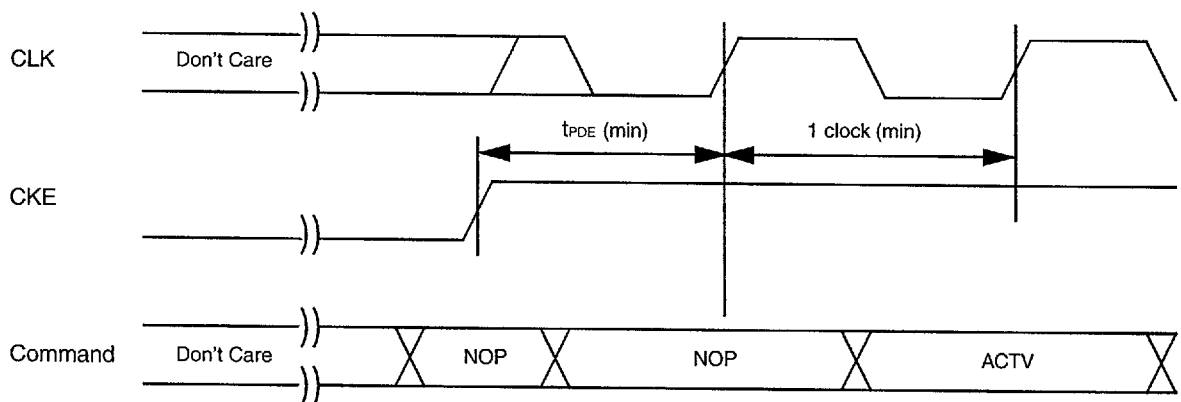 CLK Don't Care
tPDE (min) 1 clock (min)
CKE
Command Don't Care NOP NOP ACTV